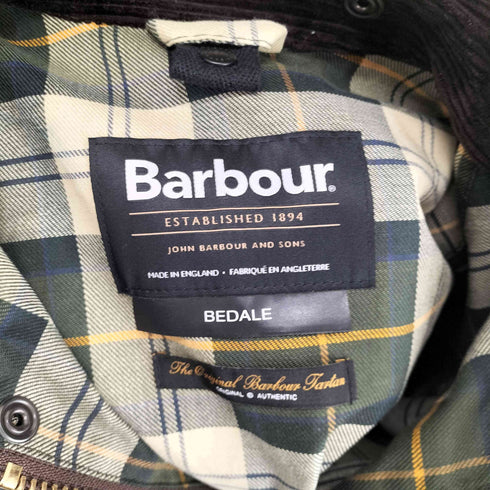 Barbour®
ESTABLISHED 1894
JOHN BARBOUR AND SONS
MADE IN ENGLAND • FABRIQUÉ EN ANGLETERRE
BEDALE
The Original Barbour Tartan
ORIGINAL @ AUTHENTIC